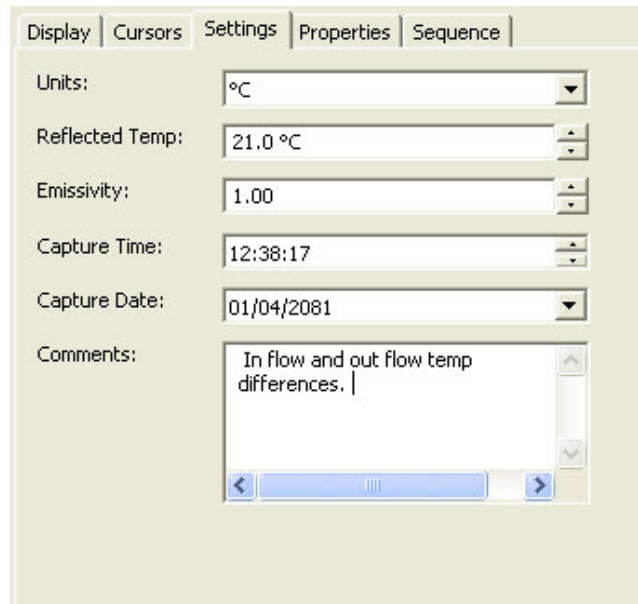 Display Cursors Settings Properties Sequence
Units: °C
Reflected Temp: 21.0 °C
Emissivity: 1.00
Capture Time: 12:38:17
Capture Date: 01/04/2081
Comments: In flow and out flow temp
differences.